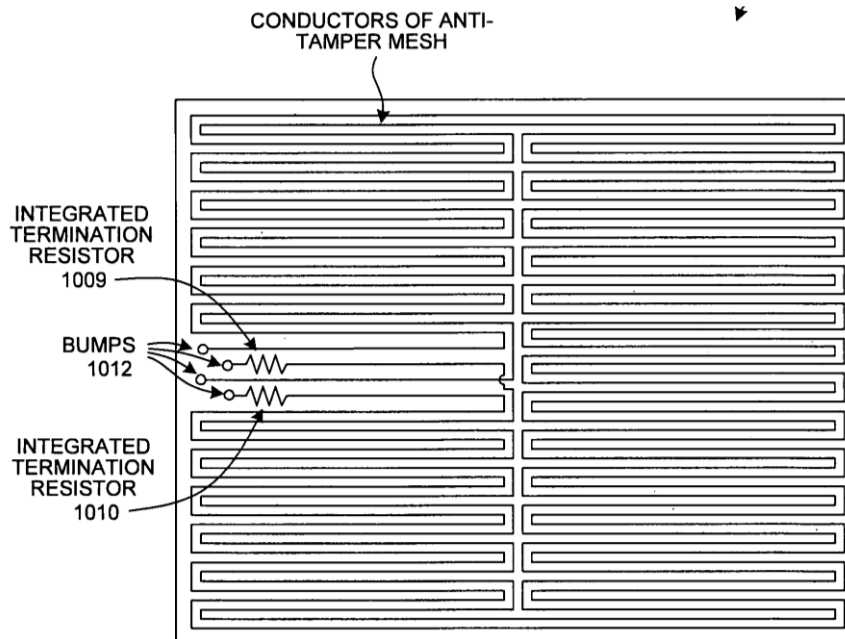 CONDUCTORS OF ANTI-
TAMPER MESH
INTEGRATED
TERMINATION
RESISTOR
1009
BUMPS
1012
INTEGRATED
TERMINATION
RESISTOR
1010